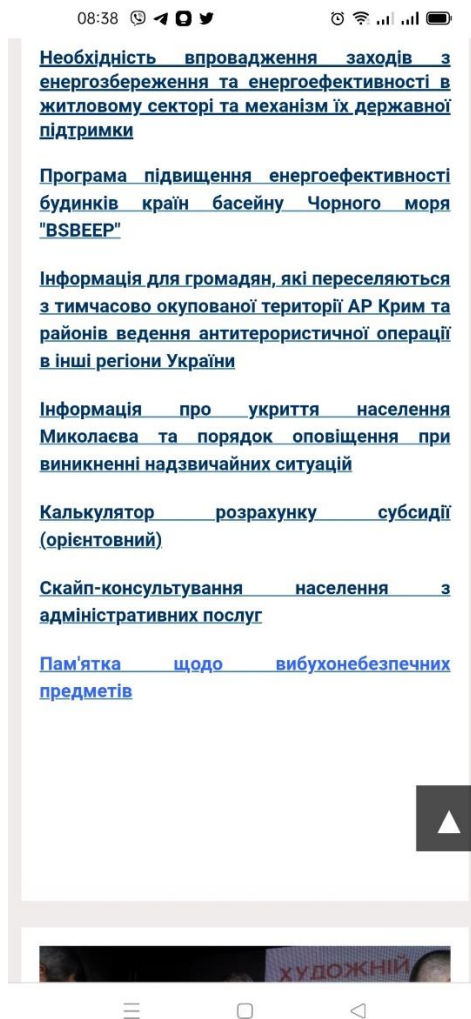 08:38
Необхідність впровадження заходів з
енергозбереження та енергоефективності в
житловому секторі та механізм їх державної
підтримки
Програма підвищення енергоефективності
будинків країн басейну Чорного моря
"BSBEEP"
Інформація для громадян, які переселяються
з тимчасово окупованої території АР Крим та
районів ведення антитерористичної операції
в інші регіони України
Інформація про укриття населення
Миколаєва та порядок оповіщення при
виникненні надзвичайних ситуацій
Калькулятор розрахунку субсидії
(орієнтовний)
Скайп-консультування населення з
адміністративних послуг
Пам'ятка щодо вибухонебезпечних
предметів
ХУДОЖНІЙ